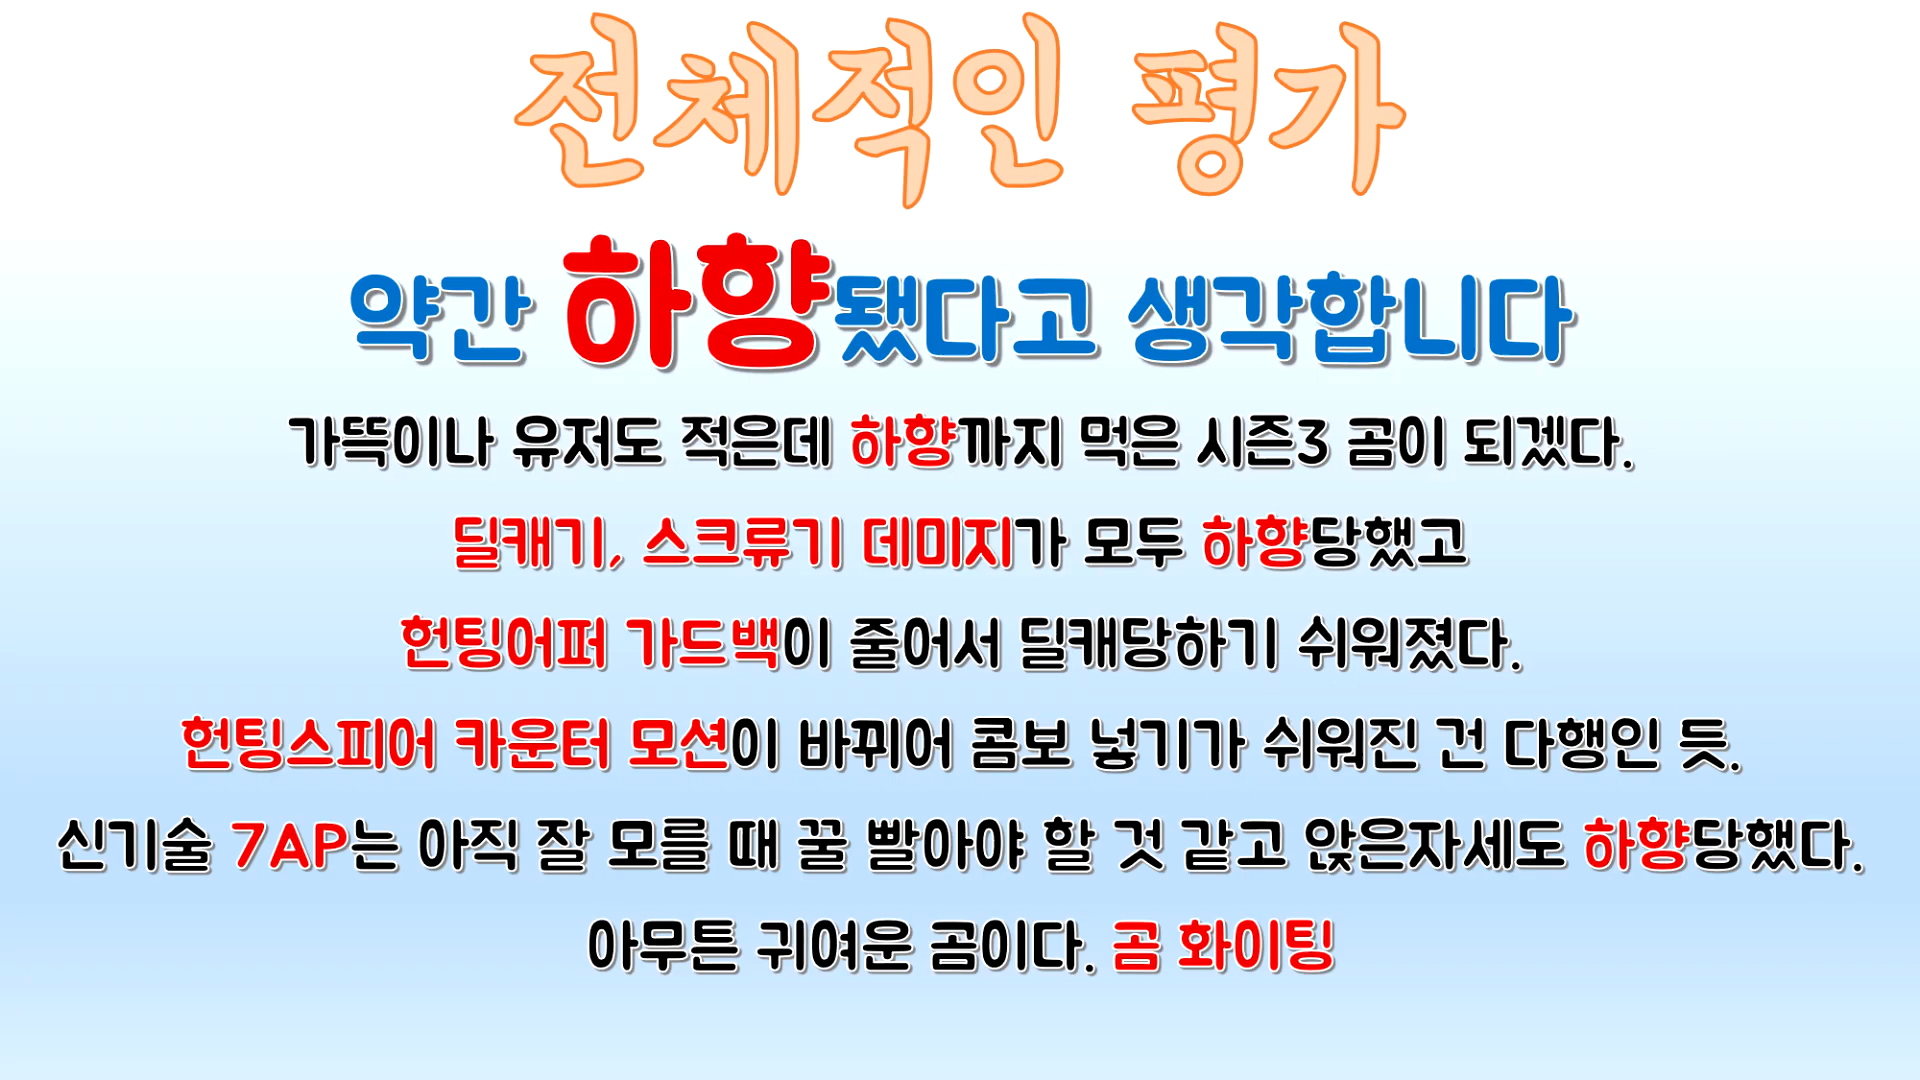 전체적인 평가
약간 하향됐다고 생각합니다
가뜩이나 유저도 적은데 하향까지 먹은 시즌3 곰이 되겠다.
딜캐기, 스크류기 데미지가 모두 하향당했고
헌팅어퍼 가드백이 줄어서 딜캐당하기 쉬워졌다.
헌팅스피어 카운터 모션이 바뀌어 콤보 넣기가 쉬워진 건 다행인 듯.
신기술 7AP는 아직 잘 모를 때 꿀 빨아야 할 것 같고 앉은자세도 하향당했다.
아무튼 귀여운 곰이다. 곰 화이팅